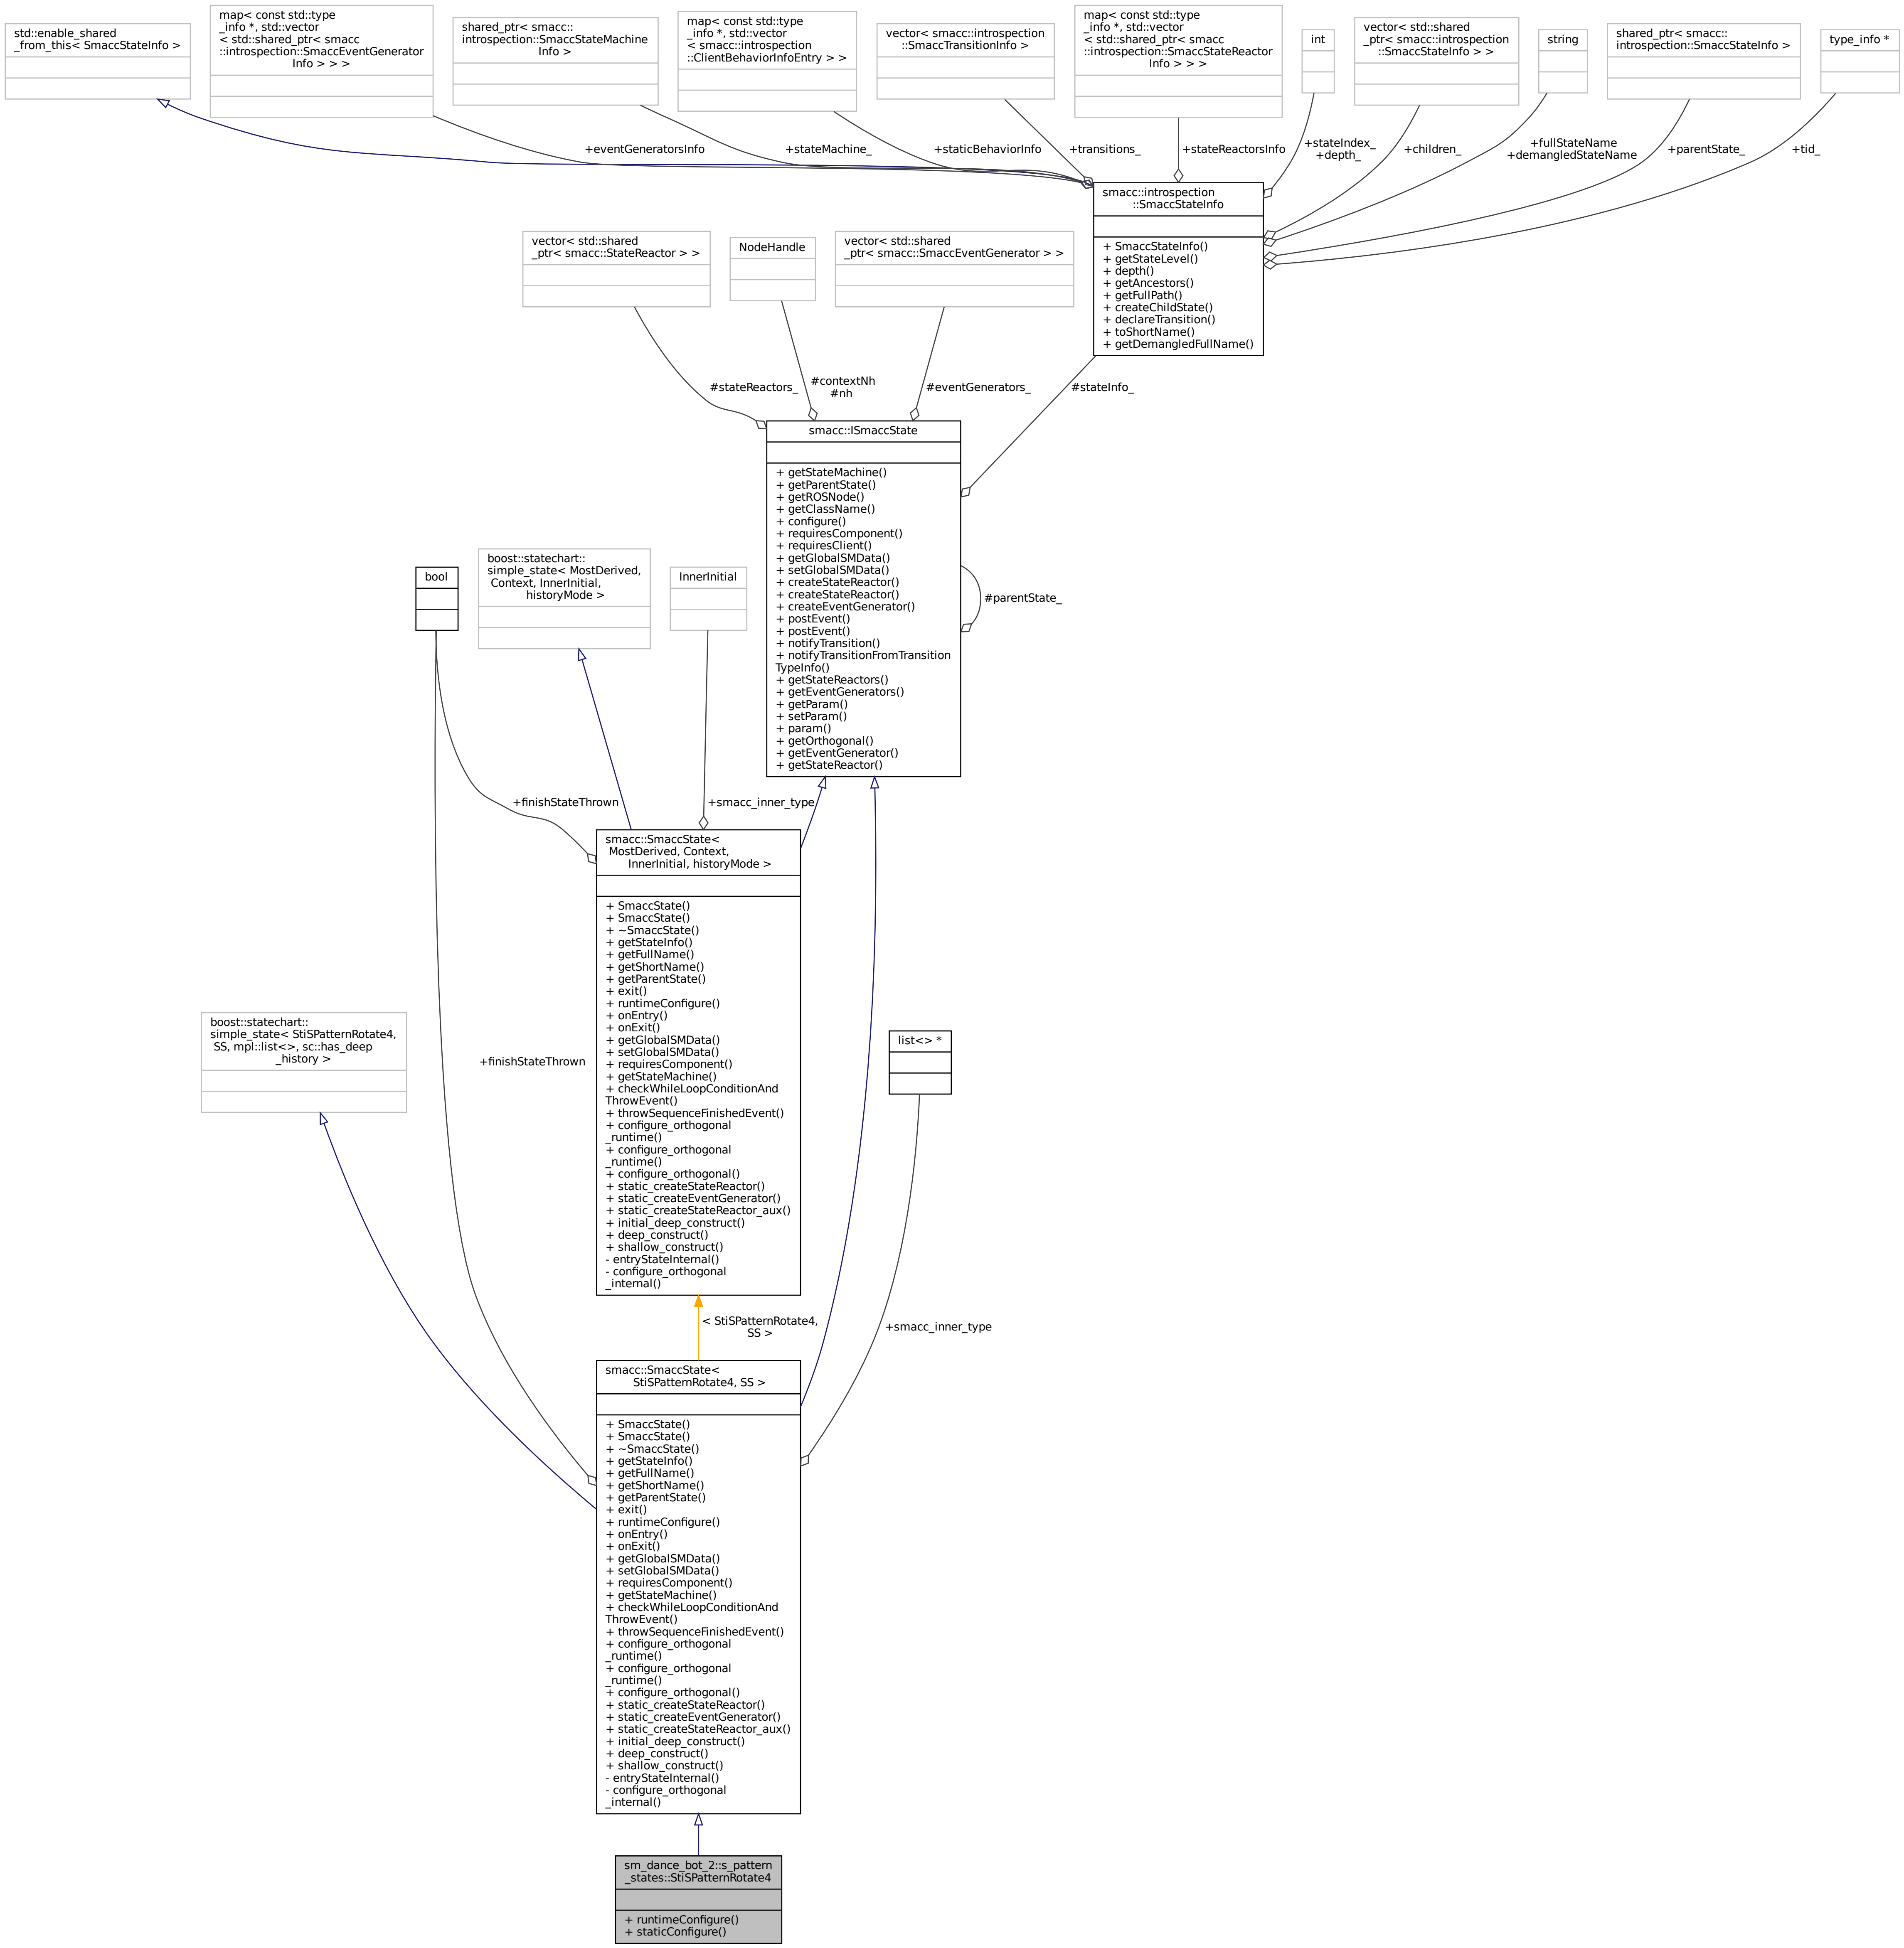 std::enable_shared
_from_this< SmaccStateInfo >
map< const std::type
_info *, std::vector
< std::shared_ptr< smacc
::introspection::SmaccEventGenerator
Info > > >
shared_ptr< smacc::
introspection::SmaccStateMachine
Info >
map< const std::type
_info *, std::vector
< smacc::introspection
::ClientBehaviorInfoEntry > >
vector< smacc::introspection
::SmaccTransitionInfo >
map< const std::type
_info *, std::vector
< std::shared_ptr< smacc
::introspection::SmaccStateReactor
Info > > >
int
vector< std::shared
_ptr< smacc::introspection
::SmaccStateInfo > >
string
shared_ptr< smacc::
introspection::SmaccStateInfo >
type_info *
+eventGeneratorsInfo
+stateMachine_
+staticBehaviorInfo
+transitions_
+stateReactorsInfo
+stateIndex_
+depth_
+children_
+fullStateName
+demangledStateName
+parentState_
+tid_
smacc::introspection
::SmaccStateInfo
+ SmaccStateInfo()
+ getStateLevel()
+ depth()
+ getAncestors()
+ getFullPath()
+ createChildState()
+ declareTransition()
+ toShortName()
+ getDemangledFullName()
vector< std::shared
_ptr< smacc::StateReactor > >
NodeHandle
vector< std::shared
_ptr< smacc::SmaccEventGenerator > >
#stateReactors_
#contextNh
#nh
#eventGenerators_
#stateInfo_
smacc::ISmaccState
+ getStateMachine()
+ getParentState()
+ getROSNode()
+ getClassName()
+ configure()
+ requiresComponent()
+ requiresClient()
+ getGlobalSMData()
+ setGlobalSMData()
+ createStateReactor()
+ createStateReactor()
+ createEventGenerator()
+ postEvent()
+ postEvent()
+ notifyTransition()
+ notifyTransitionFromTransition
TypeInfo()
+ getStateReactors()
+ getEventGenerators()
+ getParam()
+ setParam()
+ param()
+ getOrthogonal()
+ getEventGenerator()
+ getStateReactor()
#parentState_
bool
boost::statechart::
simple_state< MostDerived,
Context, InnerInitial,
historyMode >
InnerInitial
+finishStateThrown
+smacc_inner_type
smacc::SmaccState<
MostDerived, Context,
InnerInitial, historyMode >
+ SmaccState()
+ SmaccState()
+ ~SmaccState()
+ getStateInfo()
+ getFullName()
+ getShortName()
+ getParentState()
+ exit()
+ runtimeConfigure()
+ onEntry()
+ onExit()
+ getGlobalSMData()
+ setGlobalSMData()
+ requiresComponent()
+ getStateMachine()
+ checkWhileLoopConditionAnd
ThrowEvent()
+ throwSequenceFinishedEvent()
+ configure_orthogonal
_runtime()
+ configure_orthogonal
_runtime()
+ configure_orthogonal()
+ static_createStateReactor()
+ static_createEventGenerator()
+ static_createStateReactor_aux()
+ initial_deep_construct()
+ deep_construct()
+ shallow_construct()
- entryStateInternal()
- configure_orthogonal
_internal()
boost::statechart::
simple_state< StiSPatternRotate4,
SS, mpl::list<>, sc::has_deep
_history >
+finishStateThrown
list<> *
< StiSPatternRotate4,
SS >
+smacc_inner_type
smacc::SmaccState<
StiSPatternRotate4, SS >
+ SmaccState()
+ SmaccState()
+ ~SmaccState()
+ getStateInfo()
+ getFullName()
+ getShortName()
+ getParentState()
+ exit()
+ runtimeConfigure()
+ onEntry()
+ onExit()
+ getGlobalSMData()
+ setGlobalSMData()
+ requiresComponent()
+ getStateMachine()
+ checkWhileLoopConditionAnd
ThrowEvent()
+ throwSequenceFinishedEvent()
+ configure_orthogonal
_runtime()
+ configure_orthogonal
_runtime()
+ configure_orthogonal()
+ static_createStateReactor()
+ static_createEventGenerator()
+ static_createStateReactor_aux()
+ initial_deep_construct()
+ deep_construct()
+ shallow_construct()
- entryStateInternal()
- configure_orthogonal
_internal()
sm_dance_bot_2::s_pattern
_states::StiSPatternRotate4
+ runtimeConfigure()
+ staticConfigure()